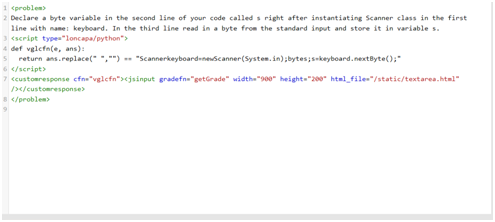 1 <problem>
2 Declare a byte variable in the second line of your code called s right after instantiating Scanner class in the first
line with name: keyboard. In the third line read in a byte from the standard input and store it in variable s.
3 <script type="loncapa/python">
4 def vglcfn(e, ans):
5 return ans.replace(" ","") == "Scannerkeyboard=newScanner(System.in);bytes;s=keyboard.nextByte();"
6 </script>
7 <customresponse cfn="vglcfn"><jsinput gradefn="getGrade" width="900" height="200" html_file="/static/textarea.html"
/></customresponse>
8 </problem>
9